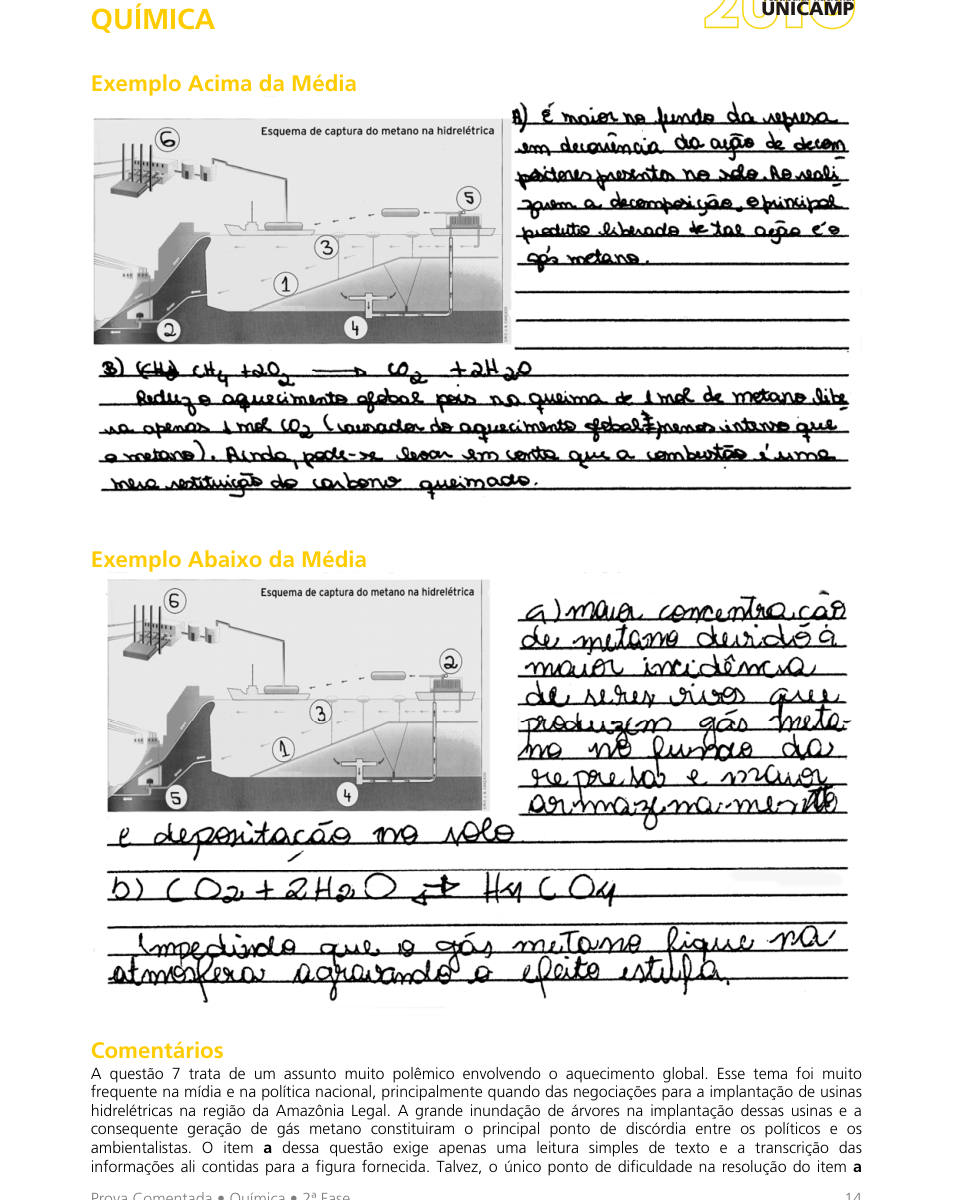 QUÍMICA
UNICAMP
Exemplo Acima da Média
Esquema de captura do metano na hidrelétrica
6
5
3
1
2
4
A) É maior no fundo da represa
em decorência da ação de decom
positores presentes no solo. Ao reali
zarem a decomposição, o principal
produto liberado de tal ação é o
gás metano.
B) CH4 + 2O2 → CO2 + 2H2O
Reduz o aquecimento global pois na queima de 1 mol de metano libe
ra apenas 1 mol CO2 (causador do aquecimento global menos intenso que
o metano). Ainda, pode-se levar em conta que a combustão é uma
mera restituição do carbono queimado.
Exemplo Abaixo da Média
Esquema de captura do metano na hidrelétrica
6
2
3
1
5
4
a) maior concentração
de metano devido à
maior incidência
de seres vivos que
produzem gás meta-
no no fundo da
represa e maior
armazena-mento
e depositação no solo
b) CO2 + 2H2O ⇄ H4CO4
Impedindo que o gás metano fique na
atmosfera agravando o efeito estufa.
Comentários
A questão 7 trata de um assunto muito polêmico envolvendo o aquecimento global. Esse tema foi muito
frequente na mídia e na política nacional, principalmente quando das negociações para a implantação de usinas
hidrelétricas na região da Amazônia Legal. A grande inundação de árvores na implantação dessas usinas e a
consequente geração de gás metano constituiram o principal ponto de discórdia entre os políticos e os
ambientalistas. O item a dessa questão exige apenas uma leitura simples de texto e a transcrição das
informações ali contidas para a figura fornecida. Talvez, o único ponto de dificuldade na resolução do item a
Prova Comentada • Química • 2ª Fase 14